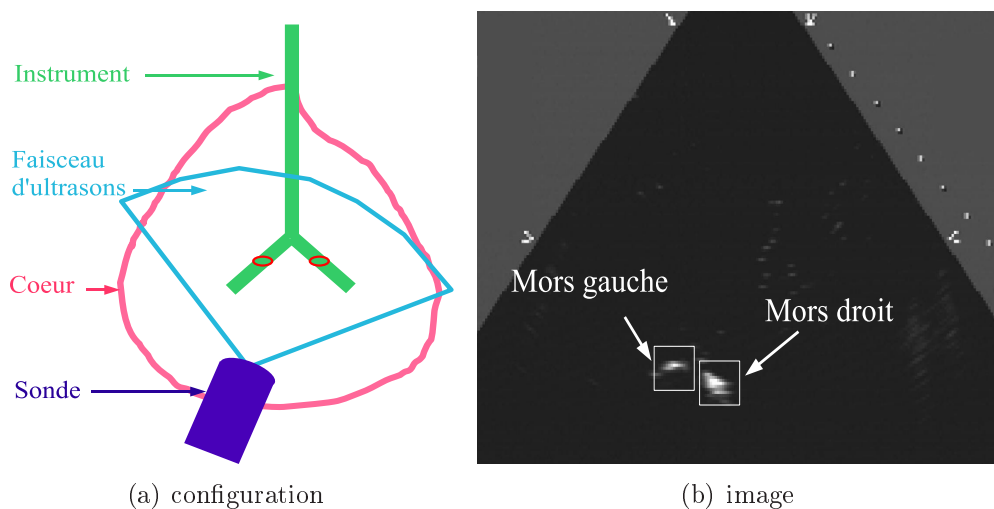 Instrument
Faisceau
d'ultrasons
Coeur
Sonde
Mors gauche
Mors droit
(a) configuration
(b) image